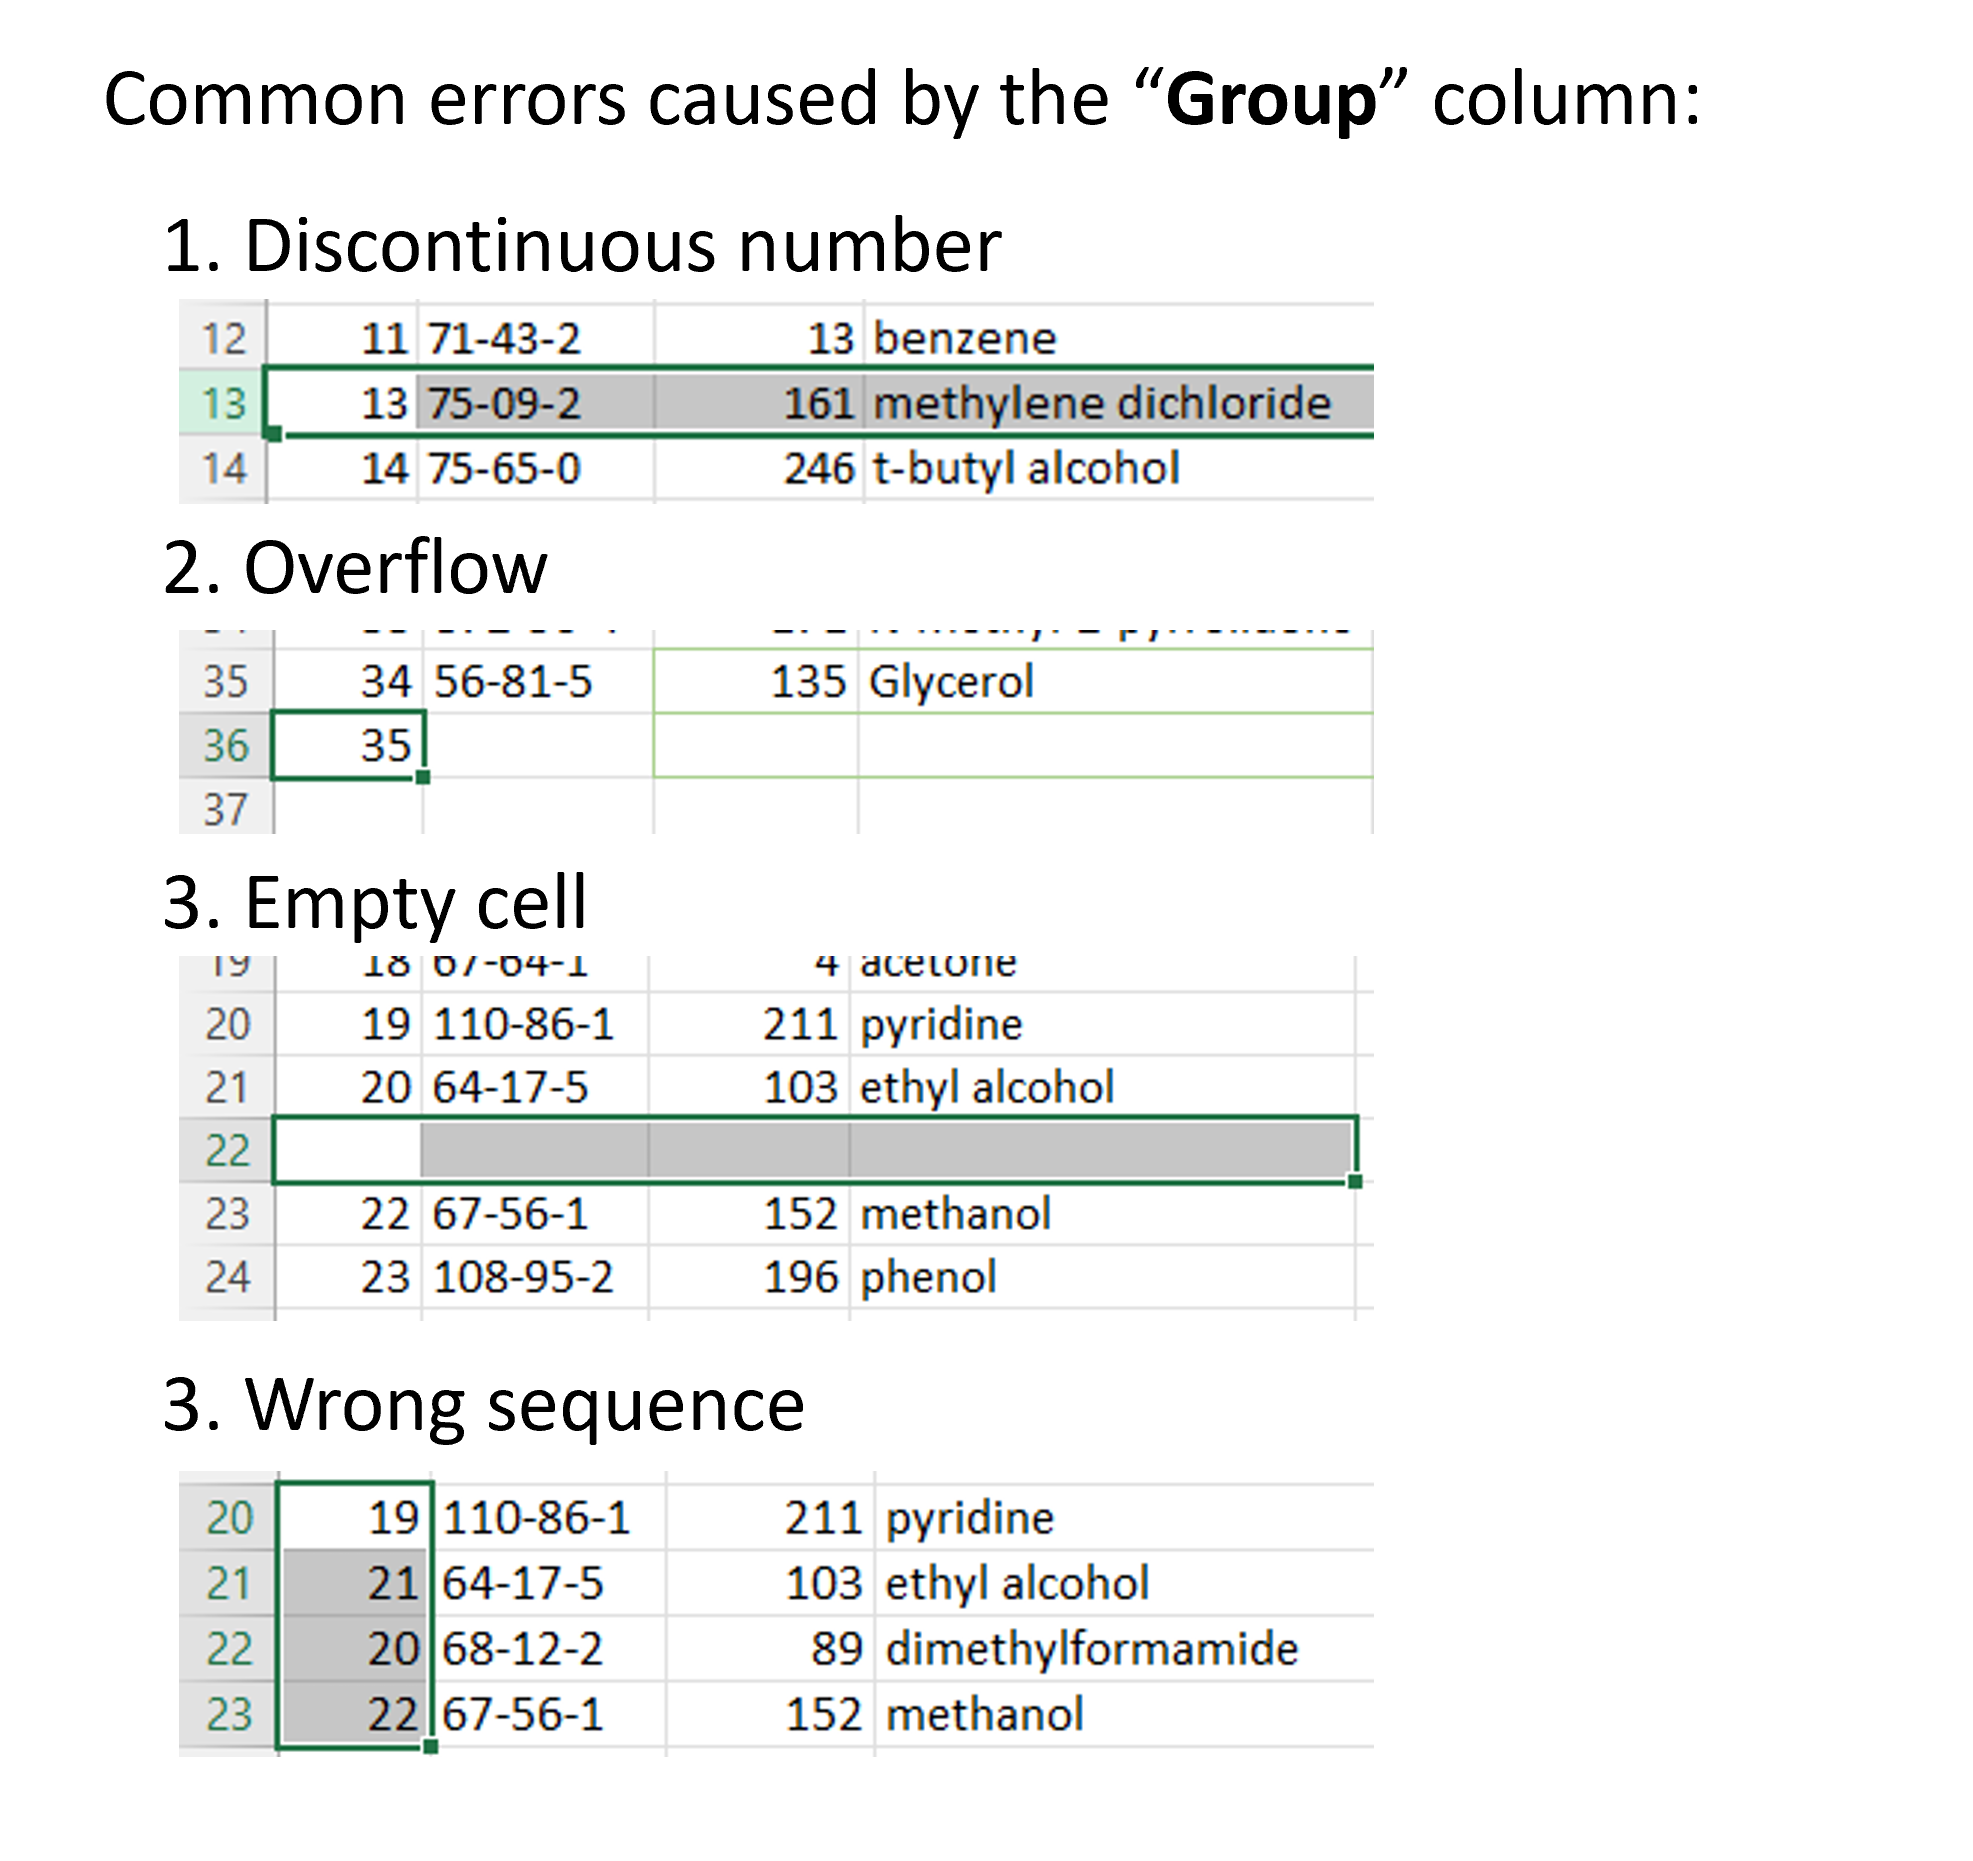 Common errors caused by the “Group” column:
1. Discontinuous number
12 11 71-43-2 13 benzene
13 13 75-09-2 161 methylene dichloride
14 14 75-65-0 246 t-butyl alcohol
2. Overflow
35 34 56-81-5 135 Glycerol
36 35
37
3. Empty cell
19 18 67-64-1 4 acetone
20 19 110-86-1 211 pyridine
21 20 64-17-5 103 ethyl alcohol
22
23 22 67-56-1 152 methanol
24 23 108-95-2 196 phenol
3. Wrong sequence
20 19 110-86-1 211 pyridine
21 21 64-17-5 103 ethyl alcohol
22 20 68-12-2 89 dimethylformamide
23 22 67-56-1 152 methanol